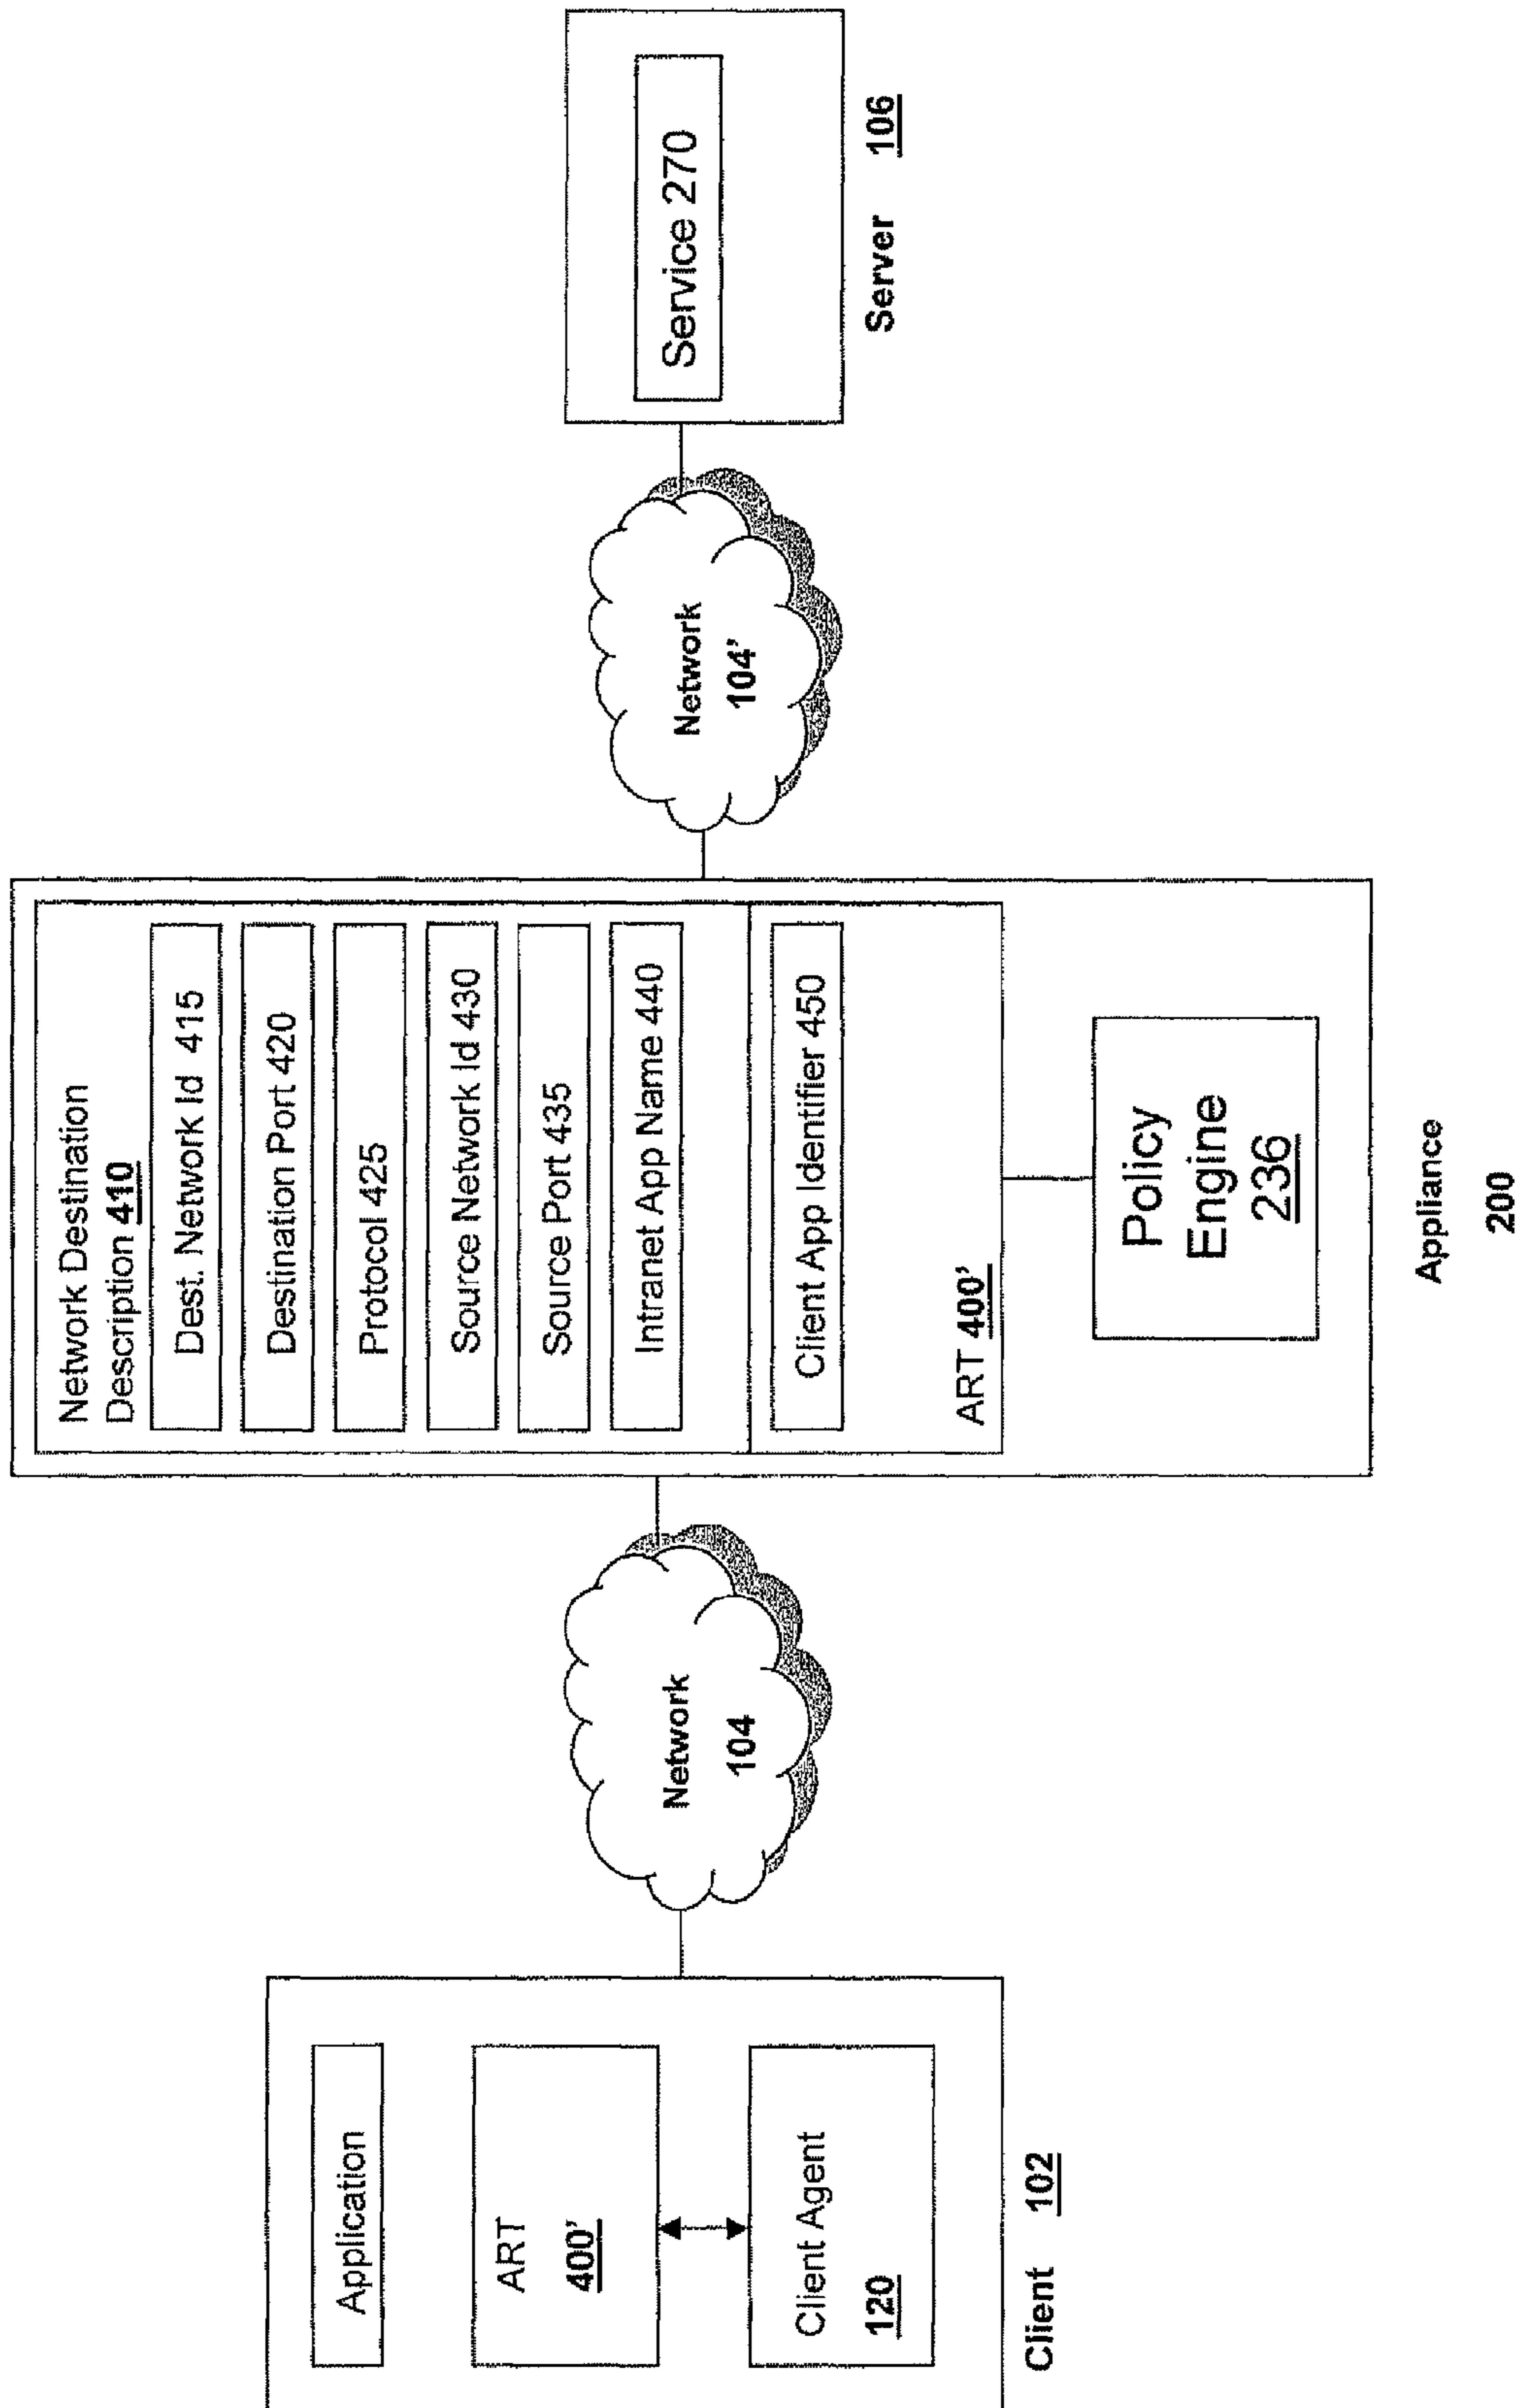 Application
ART
400'
Client Agent
120
Client 102
Network
104
Network Destination
Description 410
Dest. Network Id 415
Destination Port 420
Protocol 425
Source Network Id 430
Source Port 435
Intranet App Name 440
Client App Identifier 450
ART 400'
Policy
Engine
236
Appliance
200
Network
104'
Service 270
Server 106